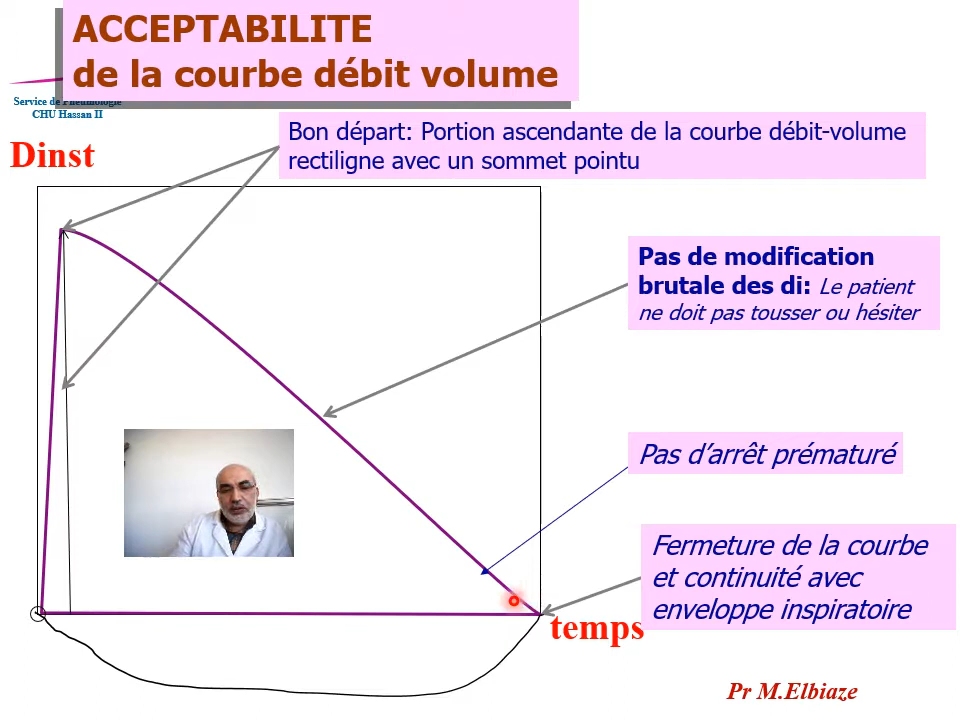 ACCEPTABILITE
de la courbe débit volume
Service de Pneumologie
CHU Hassan II
Dinst
Bon départ: Portion ascendante de la courbe débit-volume
rectiligne avec un sommet pointu
Pas de modification
brutale des di: Le patient
ne doit pas tousser ou hésiter
Pas d’arrêt prématuré
Fermeture de la courbe
et continuité avec
enveloppe inspiratoire
temps
Pr M.Elbiaze